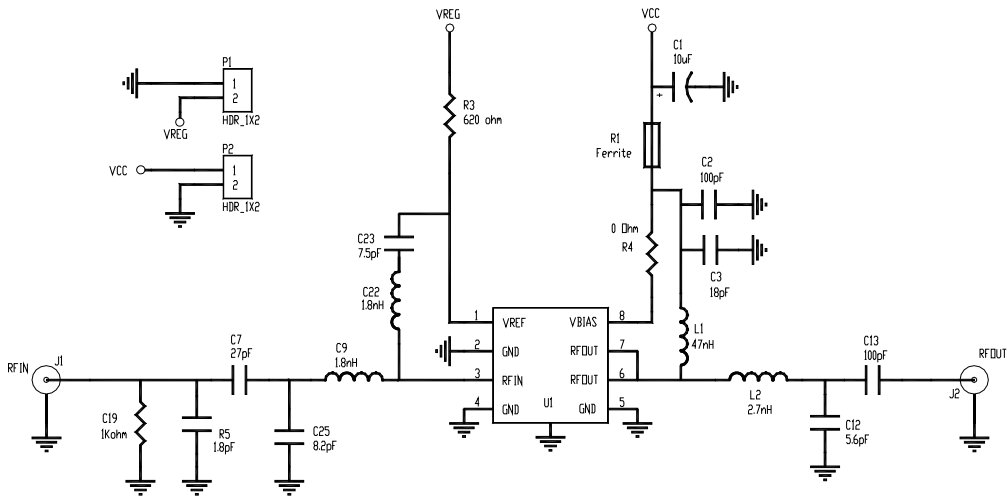 VREG
VCC
P1
1
2
HDR_1X2
VREG
P2
VCC
1
2
HDR_1X2
R3
620 ohm
C1
10uF
+
R1
Ferrite
C2
100pF
0 Ohm
R4
C3
18pF
C23
7.5pF
C22
1.8nH
1
VREF
VBIAS
8
2
GND
RFOUT
7
3
RFIN
RFOUT
6
4
GND
U1
GND
5
L1
47nH
RFIN
J1
C7
27pF
C9
1.8nH
C19
1Kohm
R5
1.8pF
C25
8.2pF
L2
2.7nH
C13
100pF
RFOUT
J2
C12
5.6pF